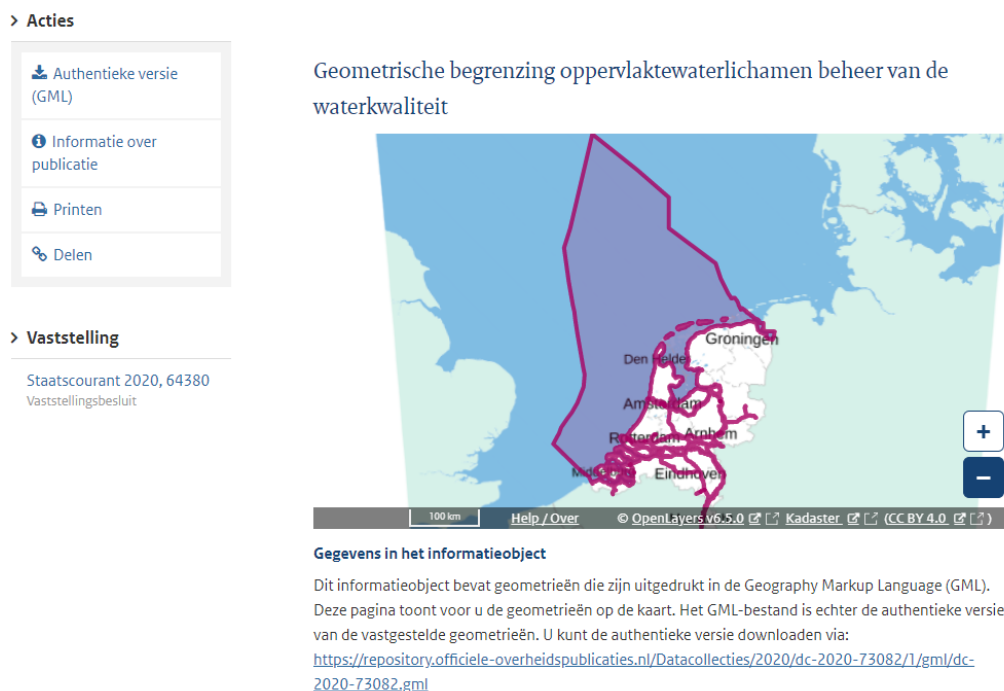 Acties
Authentieke versie
(GML)
Informatie over
publicatie
Printen
Delen
Vaststelling
Staatscourant 2020, 64380
Vaststellingsbesluit
Geometrische begrenzing oppervlaktewaterlichamen beheer van de
waterkwaliteit
Groningen
Den Helder
Amsterdam
Rotterdam Arnhem
Middelburg Eindhoven
100 km Help / Over © OpenLayers v6.5.0 Kadaster (CC BY 4.0 )
Gegevens in het informatieobject
Dit informatieobject bevat geometrieën die zijn uitgedrukt in de Geography Markup Language (GML).
Deze pagina toont voor u de geometrieën op de kaart. Het GML-bestand is echter de authentieke versie
van de vastgestelde geometrieën. U kunt de authentieke versie downloaden via:
https://repository.officiele-overheidspublicaties.nl/Datacollecties/2020/dc-2020-73082/1/gml/dc-
2020-73082.gml